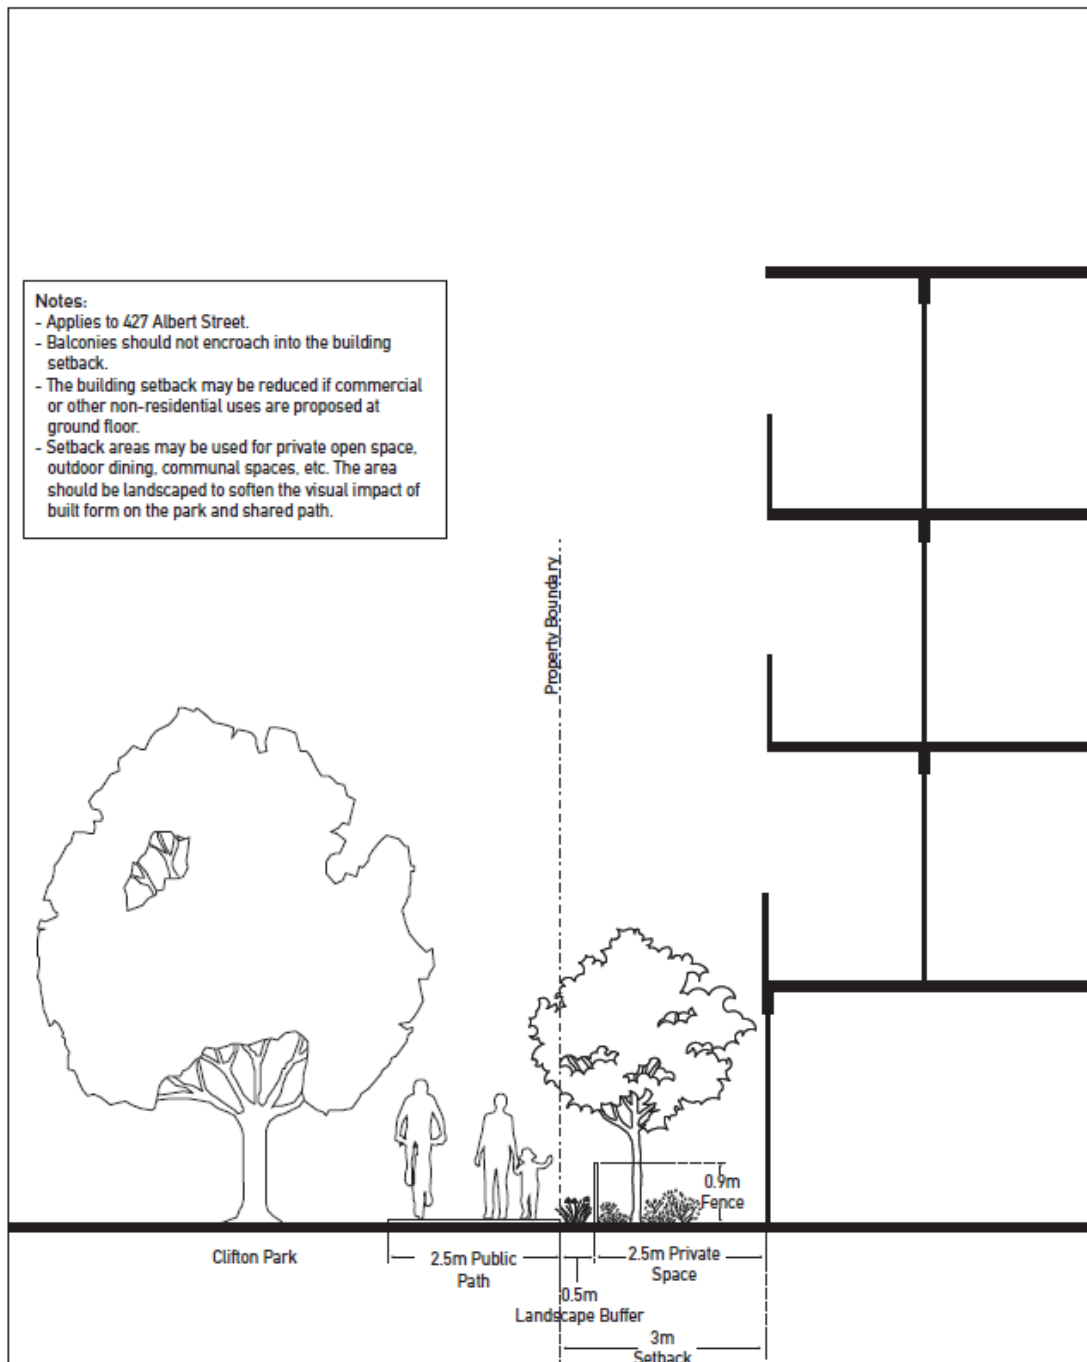 Notes:
- Applies to 427 Albert Street.
- Balconies should not encroach into the building
setback.
- The building setback may be reduced if commercial
or other non-residential uses are proposed at
ground floor.
- Setback areas may be used for private open space,
outdoor dining, communal spaces, etc. The area
should be landscaped to soften the visual impact of
built form on the park and shared path.
Property Boundary
0.9m
Fence
Clifton Park
2.5m Public
Path
2.5m Private
Space
0.5m
Landscape Buffer
3m
Setback